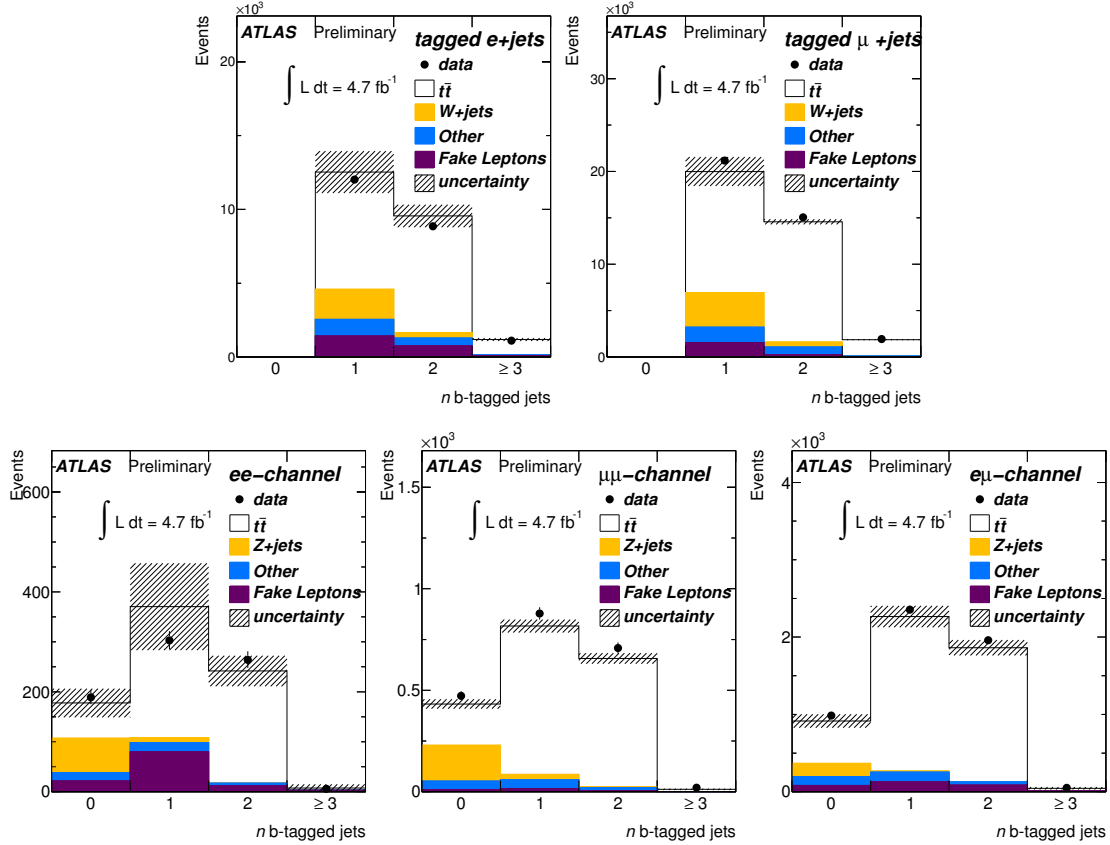 ×10³
Events
20
10
0
ATLAS Preliminary
∫ L dt = 4.7 fb⁻¹
tagged e+jets
data
tt̄
W+jets
Other
Fake Leptons
uncertainty
0 1 2 ≥ 3
n b-tagged jets
×10³
Events
30
20
10
0
ATLAS Preliminary
∫ L dt = 4.7 fb⁻¹
tagged μ +jets
data
tt̄
W+jets
Other
Fake Leptons
uncertainty
0 1 2 ≥ 3
n b-tagged jets
Events
600
400
200
0
ATLAS Preliminary
∫ L dt = 4.7 fb⁻¹
ee−channel
data
tt̄
Z+jets
Other
Fake Leptons
uncertainty
0 1 2 ≥ 3
n b-tagged jets
×10³
Events
1.5
1
0.5
0
ATLAS Preliminary
∫ L dt = 4.7 fb⁻¹
μμ−channel
data
tt̄
Z+jets
Other
Fake Leptons
uncertainty
0 1 2 ≥ 3
n b-tagged jets
×10³
Events
4
2
0
ATLAS Preliminary
∫ L dt = 4.7 fb⁻¹
eμ−channel
data
tt̄
Z+jets
Other
Fake Leptons
uncertainty
0 1 2 ≥ 3
n b-tagged jets